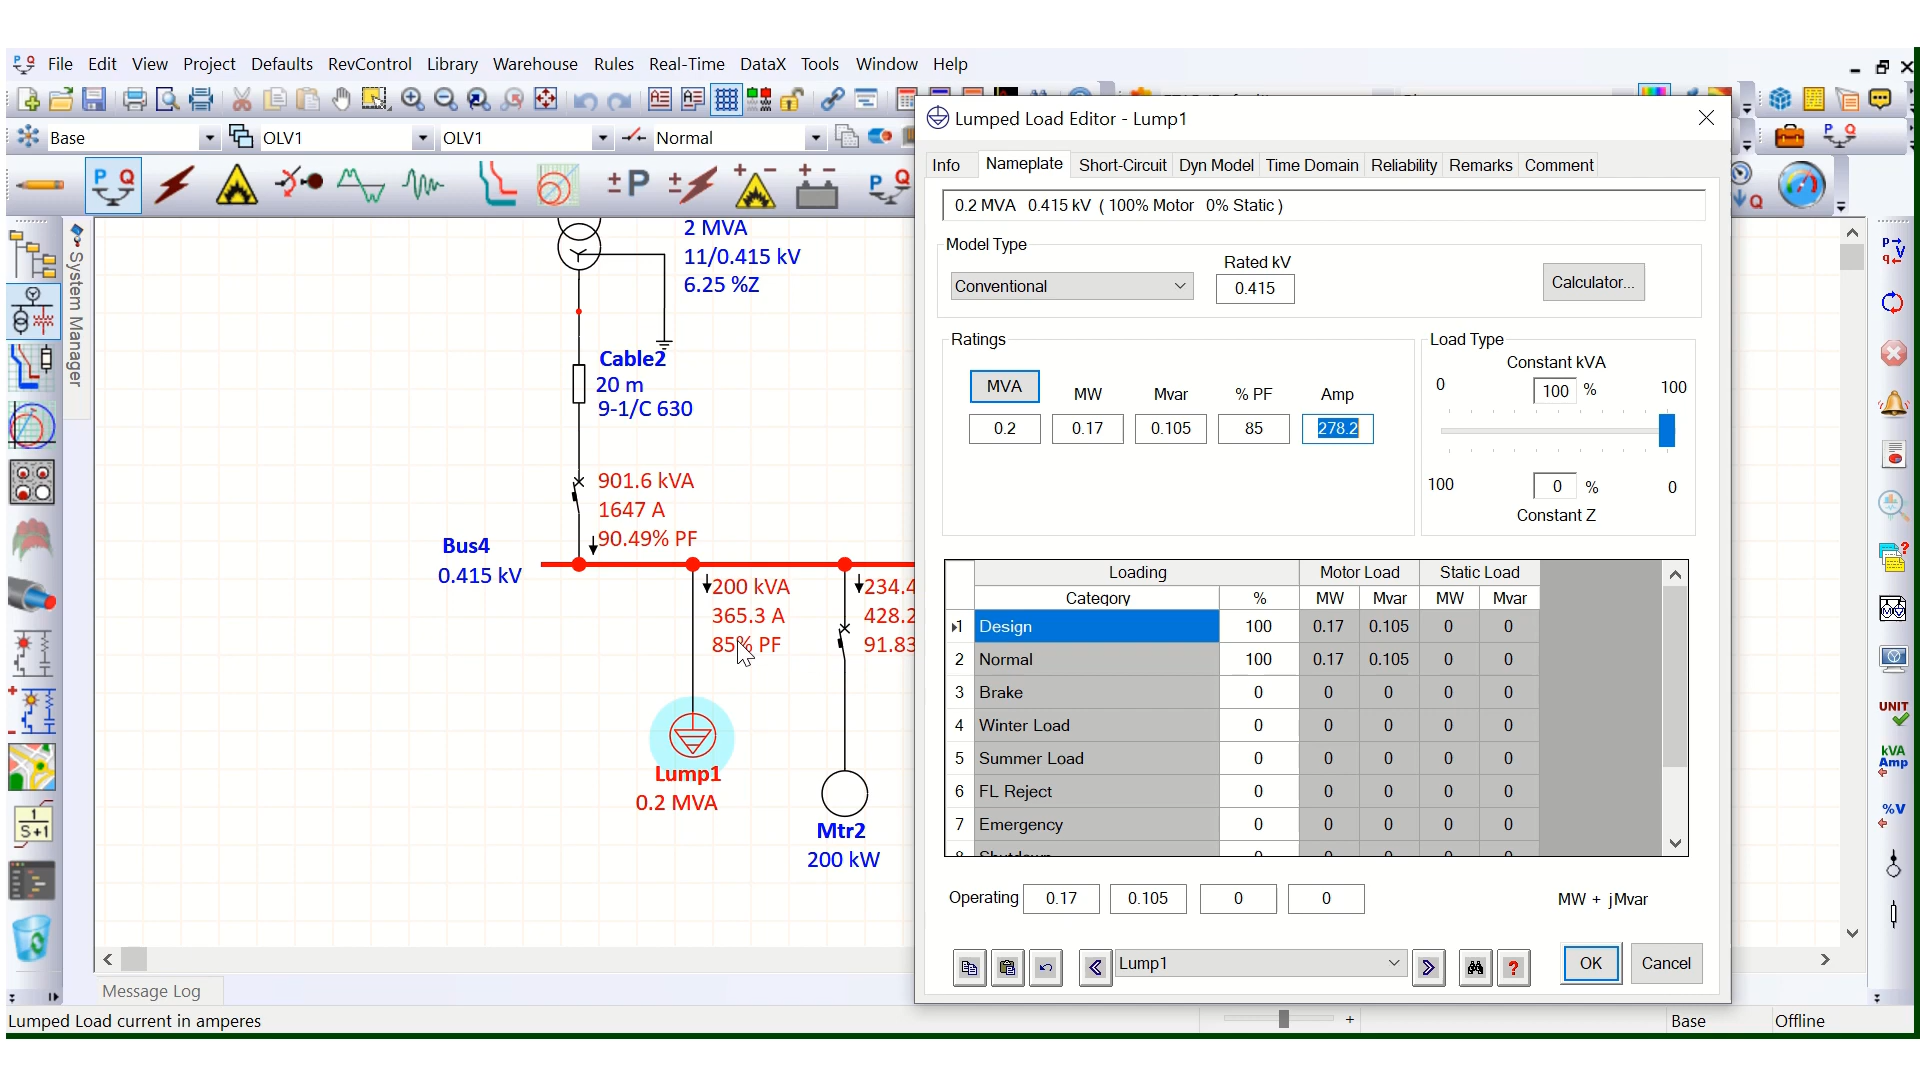 File Edit View Project Defaults RevControl Library Warehouse Rules Real-Time DataX Tools Window Help
Base OLV1 OLV1 Normal
System Manager
2 MVA
11/0.415 kV
6.25 %Z
Cable2
20 m
9-1/C 630
901.6 kVA
1647 A
90.49% PF
Bus4
0.415 kV
200 kVA
365.3 A
85% PF
234.4
428.2
91.83
Lump1
0.2 MVA
Mtr2
200 kW
Message Log
Lumped Load current in amperes
Lumped Load Editor - Lump1
Info Nameplate Short-Circuit Dyn Model Time Domain Reliability Remarks Comment
0.2 MVA 0.415 kV ( 100% Motor 0% Static )
Model Type
Conventional
Rated kV
0.415
Calculator...
Ratings
MVA MW Mvar % PF Amp
0.2 0.17 0.105 85 278.2
Load Type
Constant kVA
0 100 % 100
100 0 % 0
Constant Z
Loading Motor Load Static Load
Category % MW Mvar MW Mvar
1 Design 100 0.17 0.105 0 0
2 Normal 100 0.17 0.105 0 0
3 Brake 0 0 0 0 0
4 Winter Load 0 0 0 0 0
5 Summer Load 0 0 0 0 0
6 FL Reject 0 0 0 0 0
7 Emergency 0 0 0 0 0
Operating 0.17 0.105 0 0 MW + jMvar
Lump1 OK Cancel
UNIT
kVA
Amp
%V
Base Offline